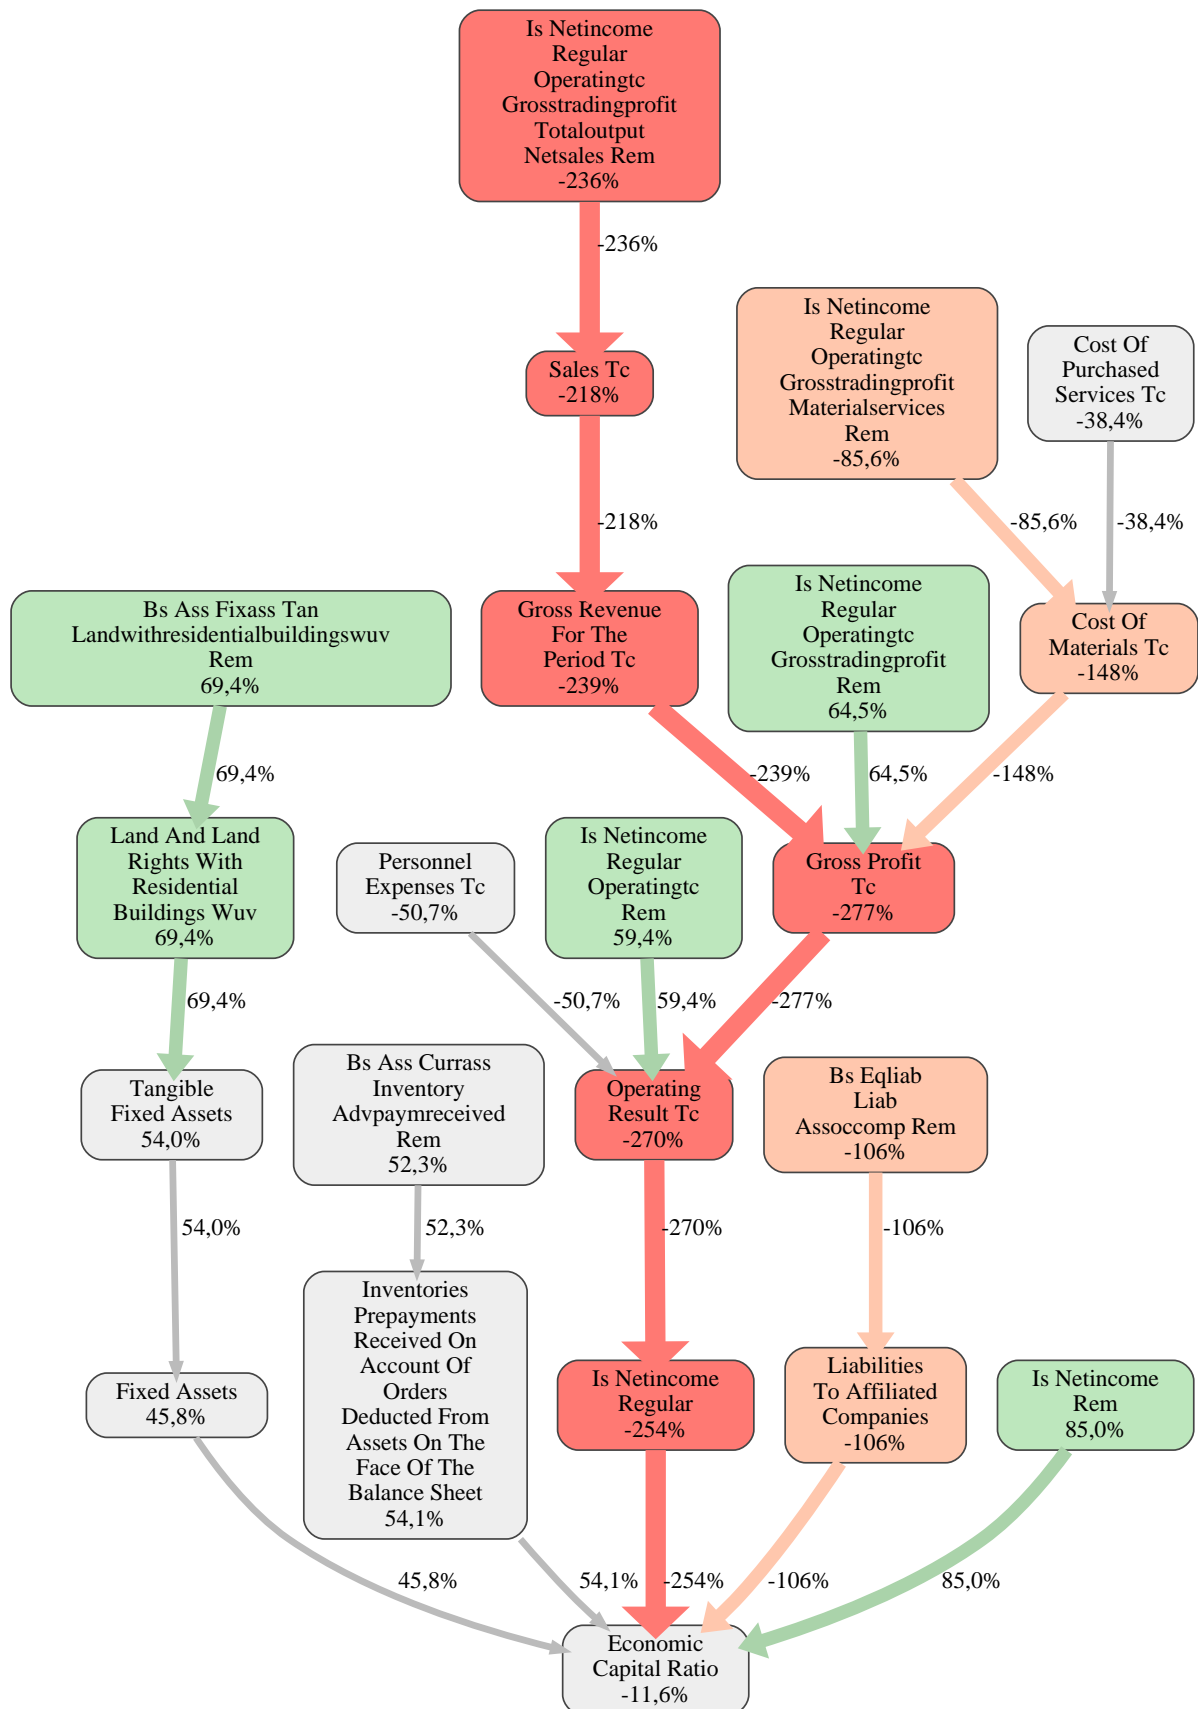 Is Netincome
Regular
Operatingtc
Grosstradingprofit
Totaloutput
Netsales Rem
-236%
-236%
Sales Tc
-218%
Is Netincome
Regular
Operatingtc
Grosstradingprofit
Materialservices
Rem
-85,6%
Cost Of
Purchased
Services Tc
-38,4%
-218%
-85,6%
-38,4%
Bs Ass Fixass Tan
Landwithresidentialbuildingswuv
Rem
69,4%
Gross Revenue
For The
Period Tc
-239%
Is Netincome
Regular
Operatingtc
Grosstradingprofit
Rem
64,5%
Cost Of
Materials Tc
-148%
69,4%
-239%
64,5%
-148%
Land And Land
Rights With
Residential
Buildings Wuv
69,4%
Personnel
Expenses Tc
-50,7%
Is Netincome
Regular
Operatingtc
Rem
59,4%
Gross Profit
Tc
-277%
69,4%
-50,7%
59,4%
-277%
Tangible
Fixed Assets
54,0%
Bs Ass Currass
Inventory
Advpaymreceived
Rem
52,3%
Operating
Result Tc
-270%
Bs Eqliab
Liab
Assoccomp Rem
-106%
54,0%
52,3%
-270%
-106%
Fixed Assets
45,8%
Inventories
Prepayments
Received On
Account Of
Orders
Deducted From
Assets On The
Face Of The
Balance Sheet
54,1%
Is Netincome
Regular
-254%
Liabilities
To Affiliated
Companies
-106%
Is Netincome
Rem
85,0%
45,8%
54,1%
-254%
-106%
85,0%
Economic
Capital Ratio
-11,6%